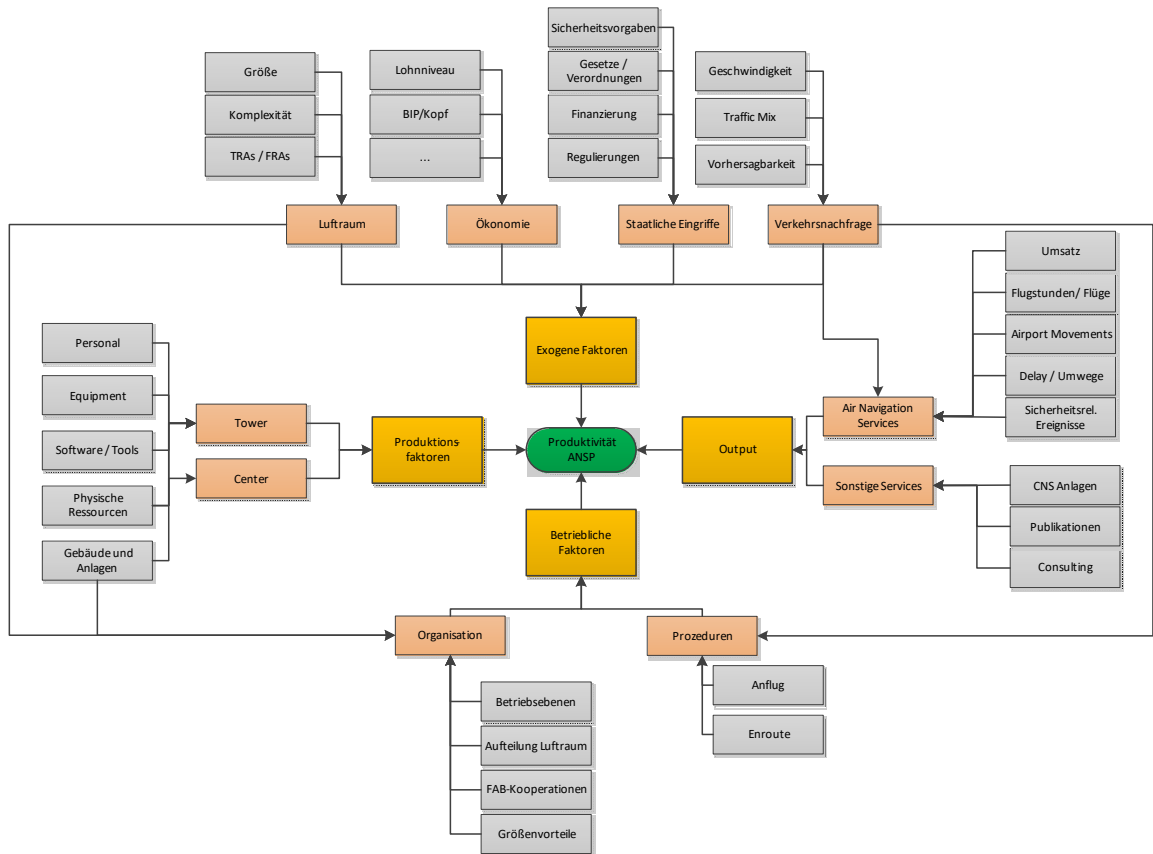 Sicherheitsvorgaben
Größe
Lohnniveau
Gesetze /
Verordnungen
Geschwindigkeit
Komplexität
BIP/Kopf
Finanzierung
Traffic Mix
TRAs / FRAs
...
Regulierungen
Vorhersagbarkeit
Luftraum
Ökonomie
Staatliche Eingriffe
Verkehrsnachfrage
Umsatz
Flugstunden/ Flüge
Airport Movements
Delay / Umwege
Sicherheitsrel.
Ereignisse
Exogene Faktoren
Personal
Equipment
Software / Tools
Physische
Ressourcen
Gebäude und
Anlagen
Tower
Center
Produktions-
faktoren
Produktivität
ANSP
Output
Air Navigation
Services
Sonstige Services
CNS Anlagen
Publikationen
Consulting
Betriebliche
Faktoren
Organisation
Prozeduren
Betriebsebenen
Aufteilung Luftraum
FAB-Kooperationen
Größenvorteile
Anflug
Enroute